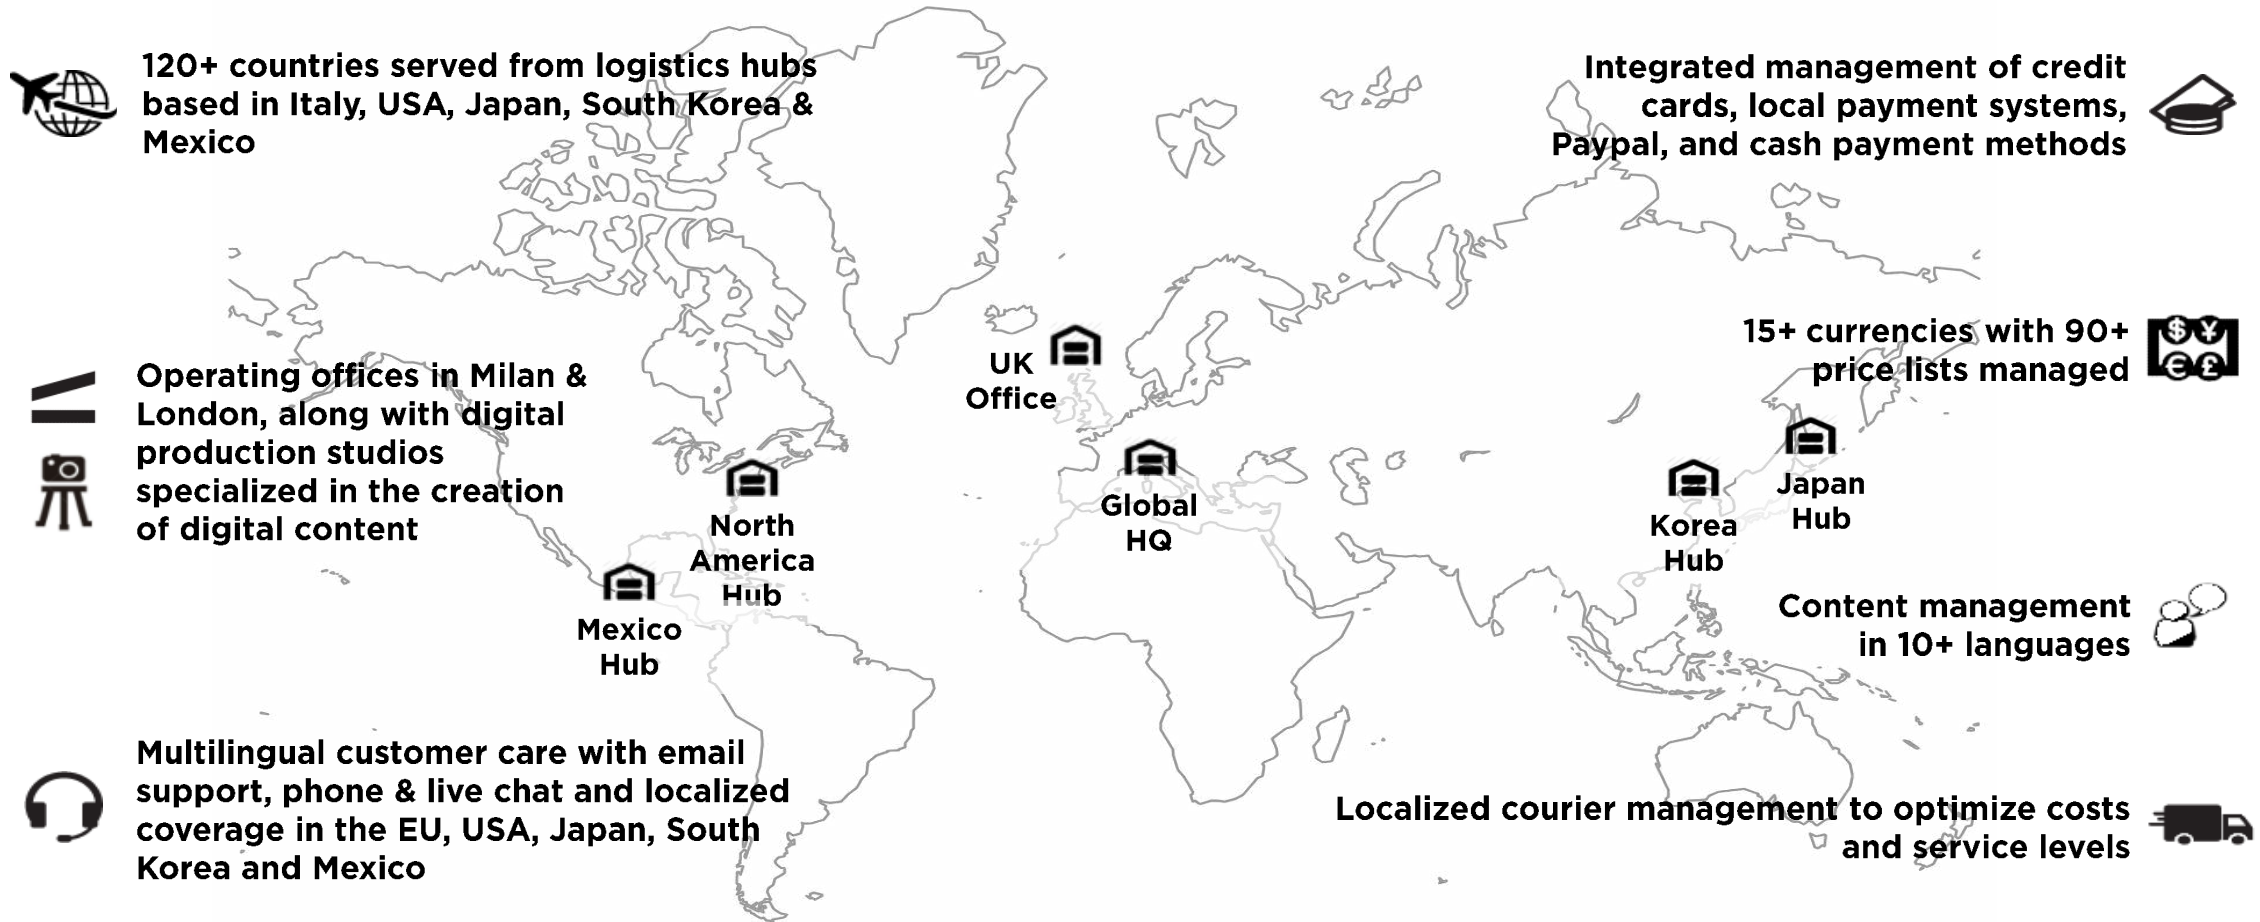 120+ countries served from logistics hubs
based in Italy, USA, Japan, South Korea &
Mexico
Integrated management of credit
cards, local payment systems,
Paypal, and cash payment methods
Operating offices in Milan &
London, along with digital
production studios
specialized in the creation
of digital content
UK
Office
15+ currencies with 90+
price lists managed
$ ¥
€ £
Global
HQ
North
America
Hub
Mexico
Hub
Korea
Hub
Japan
Hub
Content management
in 10+ languages
Multilingual customer care with email
support, phone & live chat and localized
coverage in the EU, USA, Japan, South
Korea and Mexico
Localized courier management to optimize costs
and service levels